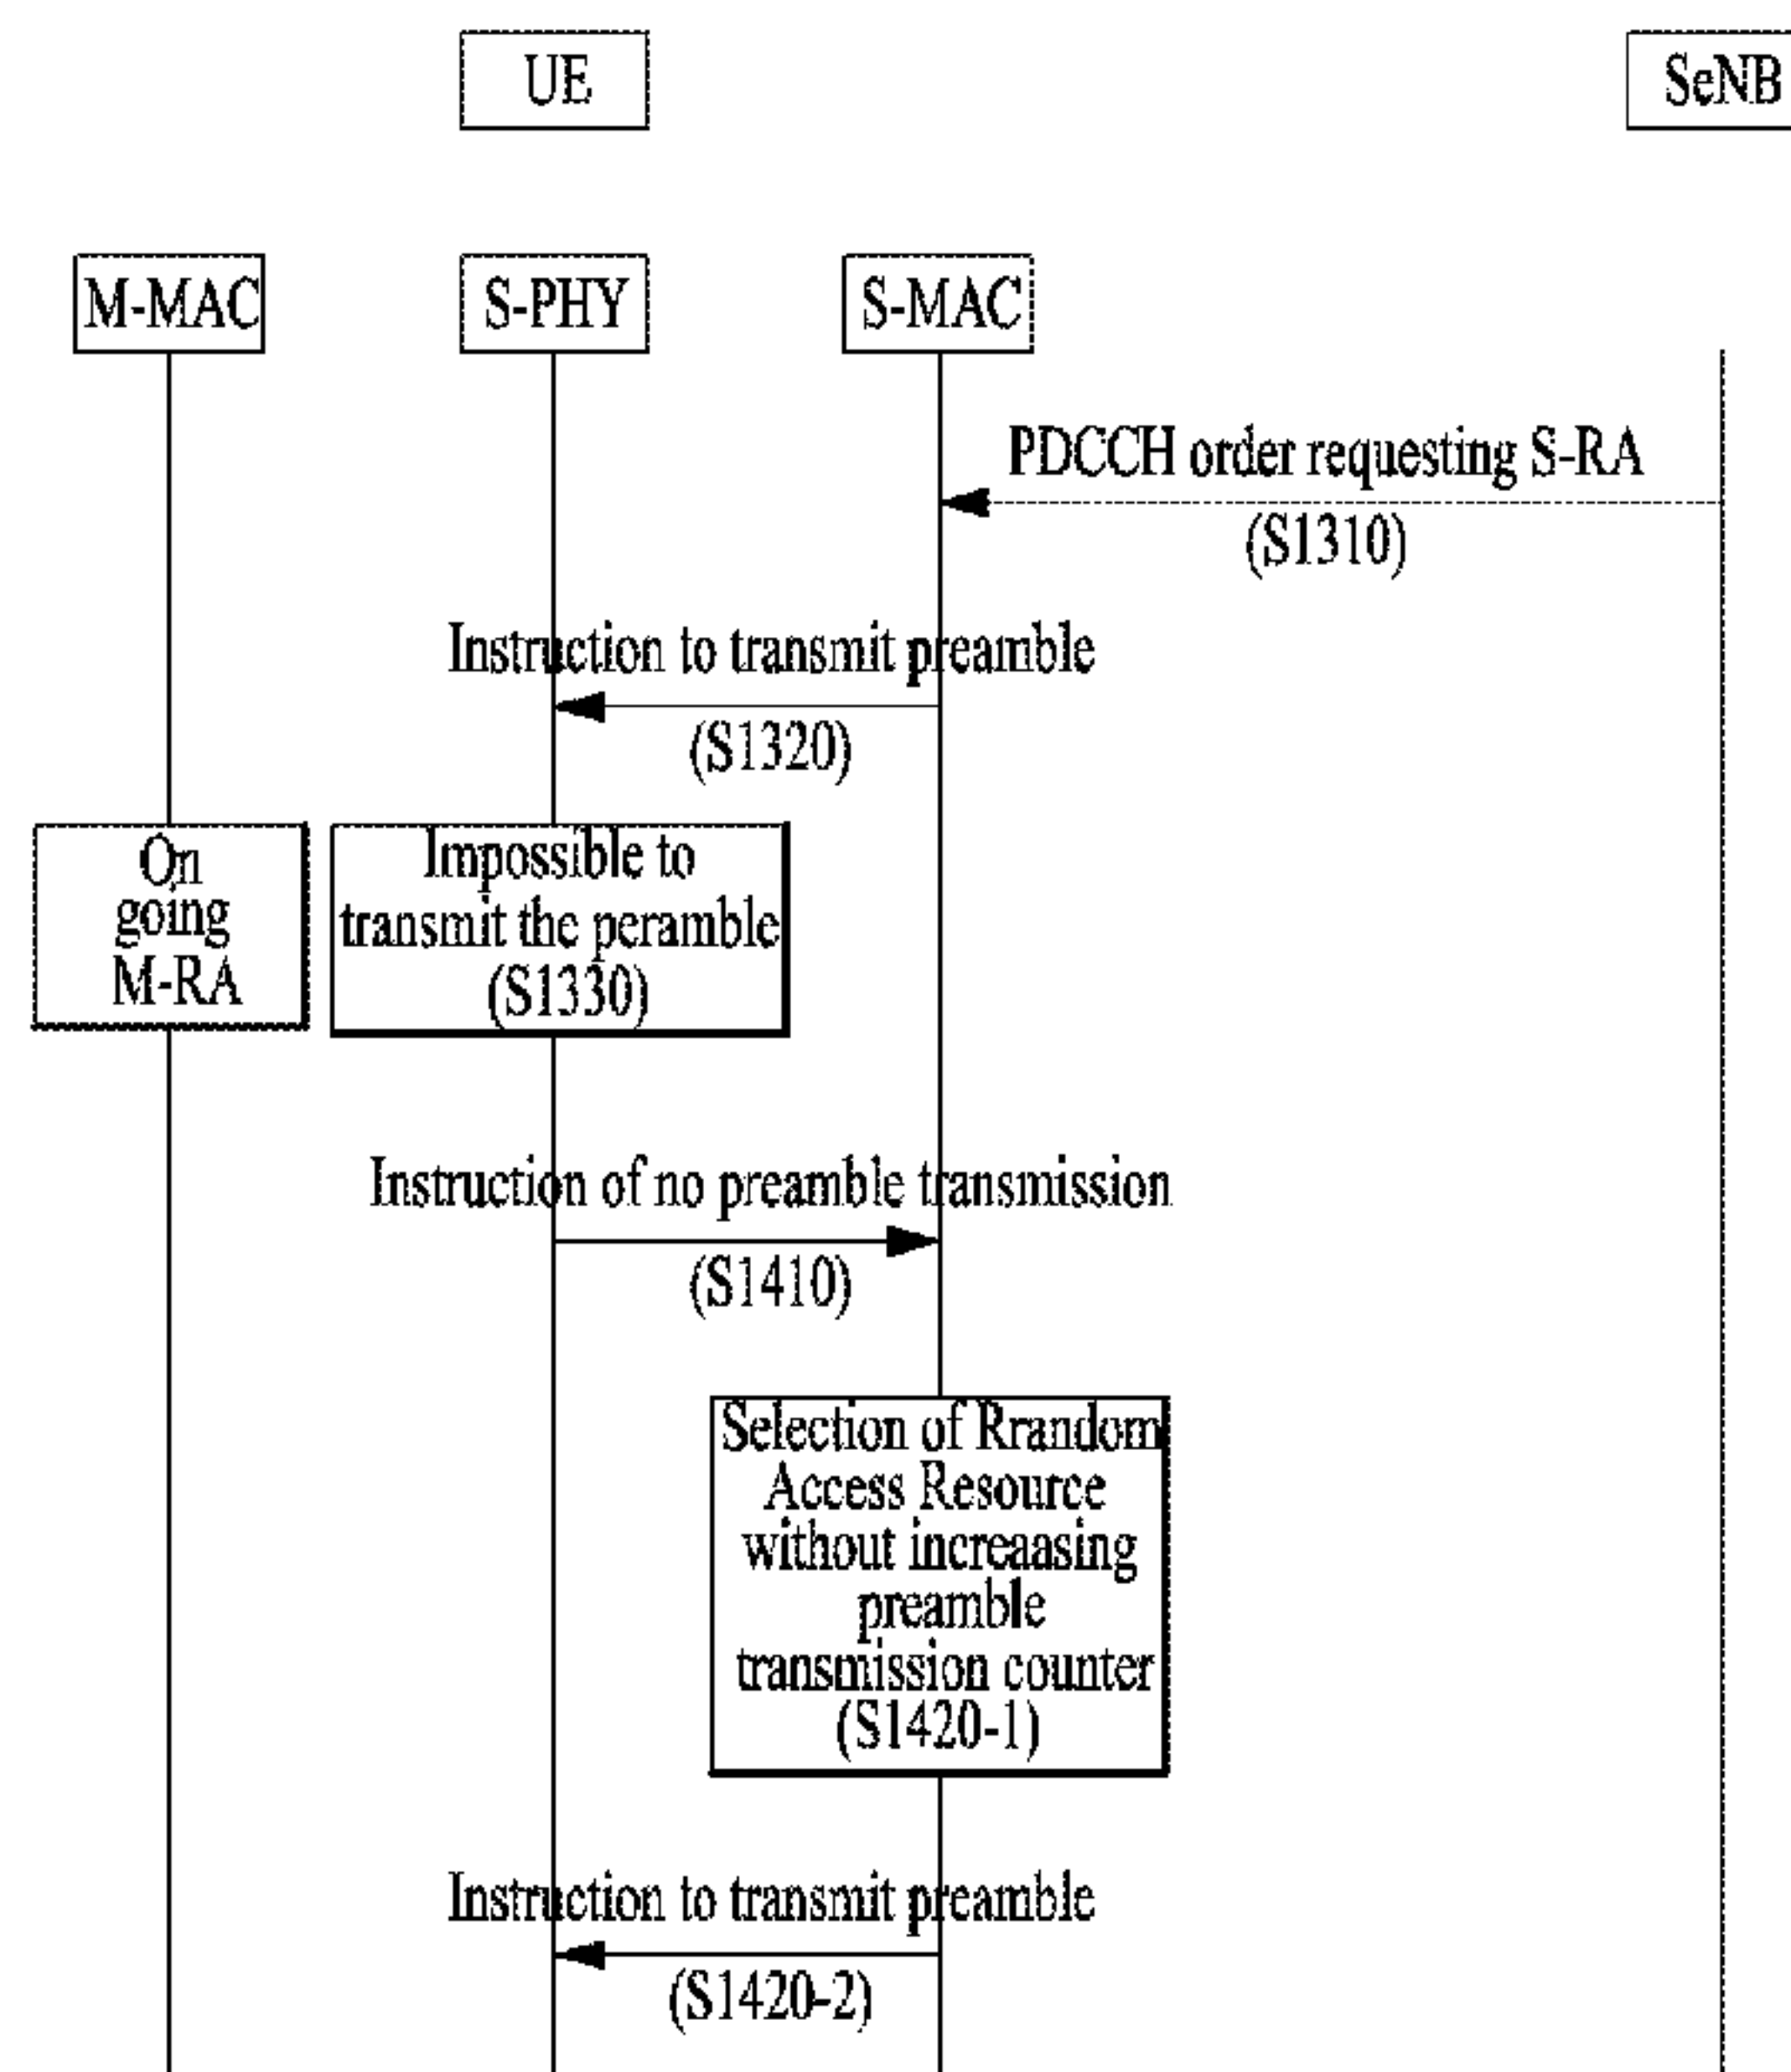 UE
SeNB
M-MAC
S-PHY
S-MAC
PDCCH order requesting S-RA
(S1310)
Instruction to transmit preamble
(S1320)
On
going
M-RA
Impossible to
transmit the peramble
(S1330)
Instruction of no preamble transmission
(S1410)
Selection of Rrandom
Access Resource
without increaasing
preamble
transmission counter
(S1420-1)
Instruction to transmit preamble
(S1420-2)